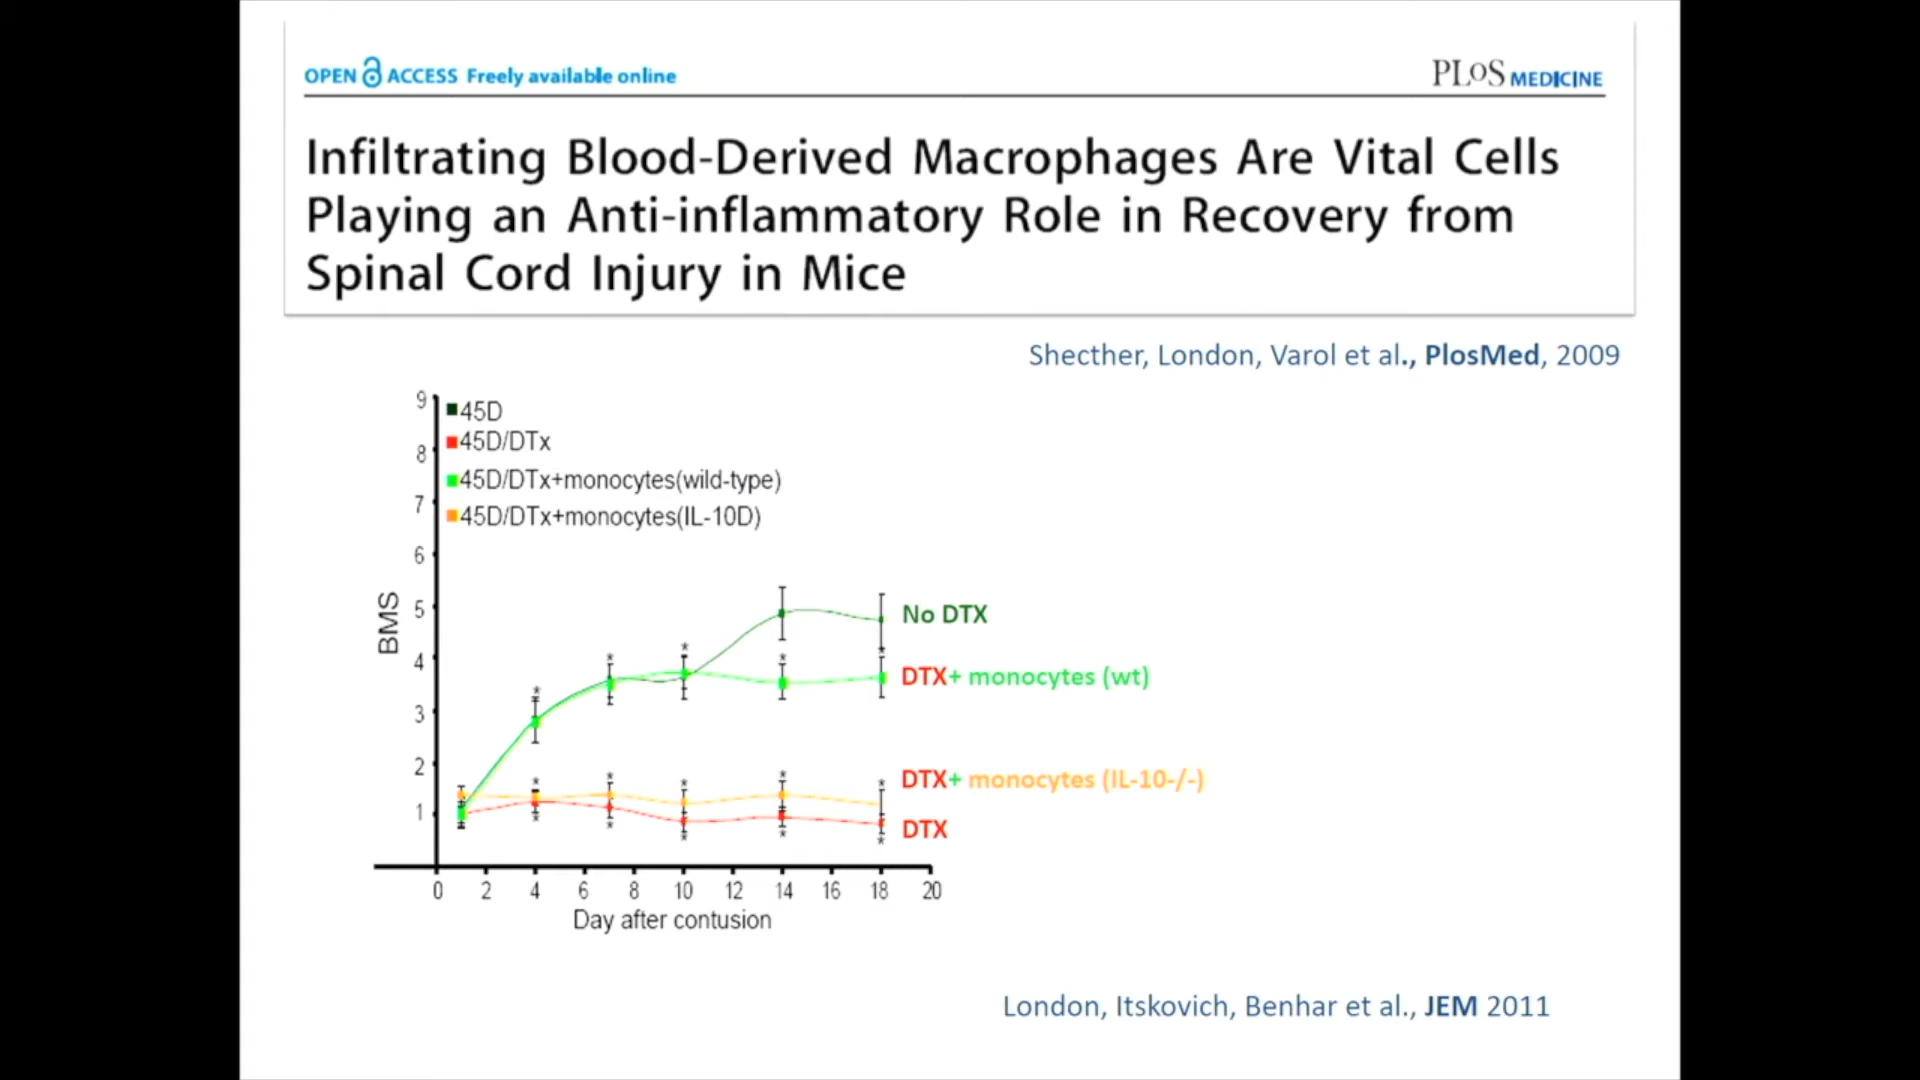 OPEN ACCESS Freely available online
PLoS MEDICINE
Infiltrating Blood-Derived Macrophages Are Vital Cells
Playing an Anti-inflammatory Role in Recovery from
Spinal Cord Injury in Mice
Shecther, London, Varol et al., PlosMed, 2009
9
8
7
6
5
4
3
2
1
BMS
45D
45D/DTx
45D/DTx+monocytes(wild-type)
45D/DTx+monocytes(IL-10D)
No DTX
DTX+ monocytes (wt)
DTX+ monocytes (IL-10-/-)
DTX
0 2 4 6 8 10 12 14 16 18 20
Day after contusion
London, Itskovich, Benhar et al., JEM 2011